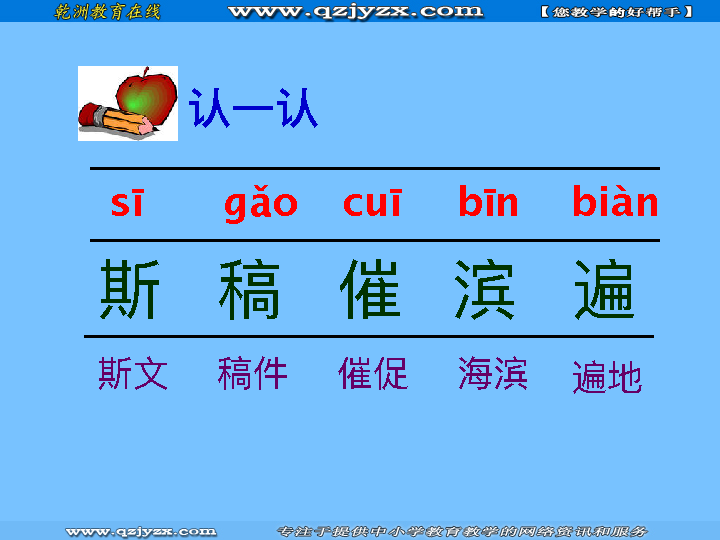 乾洲教育在线 www.qzjyzx.com 【您教学的好帮手】
认一认
sī gǎo cuī bīn biàn
斯 稿 催 滨 遍
斯文 稿件 催促 海滨 遍地
www.qzjyzx.com 专注于提供中小学教育教学的网络资讯和服务